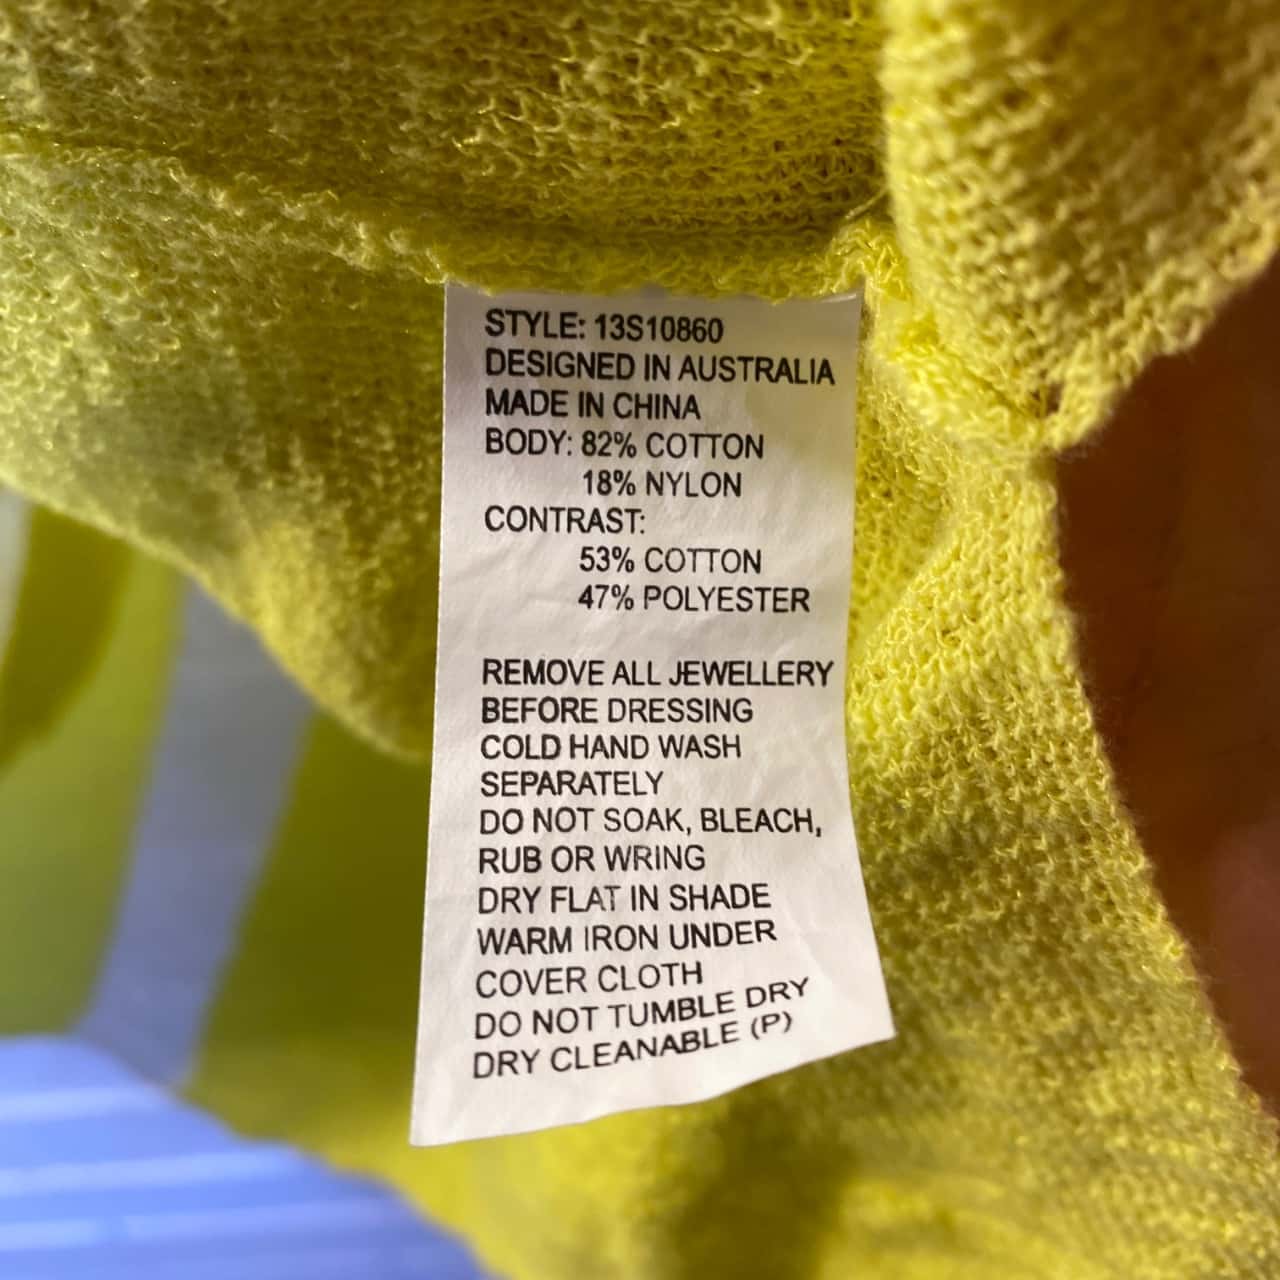 STYLE: 13S10860
DESIGNED IN AUSTRALIA
MADE IN CHINA
BODY: 82% COTTON
18% NYLON
CONTRAST:
53% COTTON
47% POLYESTER
REMOVE ALL JEWELLERY
BEFORE DRESSING
COLD HAND WASH
SEPARATELY
DO NOT SOAK, BLEACH,
RUB OR WRING
DRY FLAT IN SHADE
WARM IRON UNDER
COVER CLOTH
DO NOT TUMBLE DRY
DRY CLEANABLE (P)